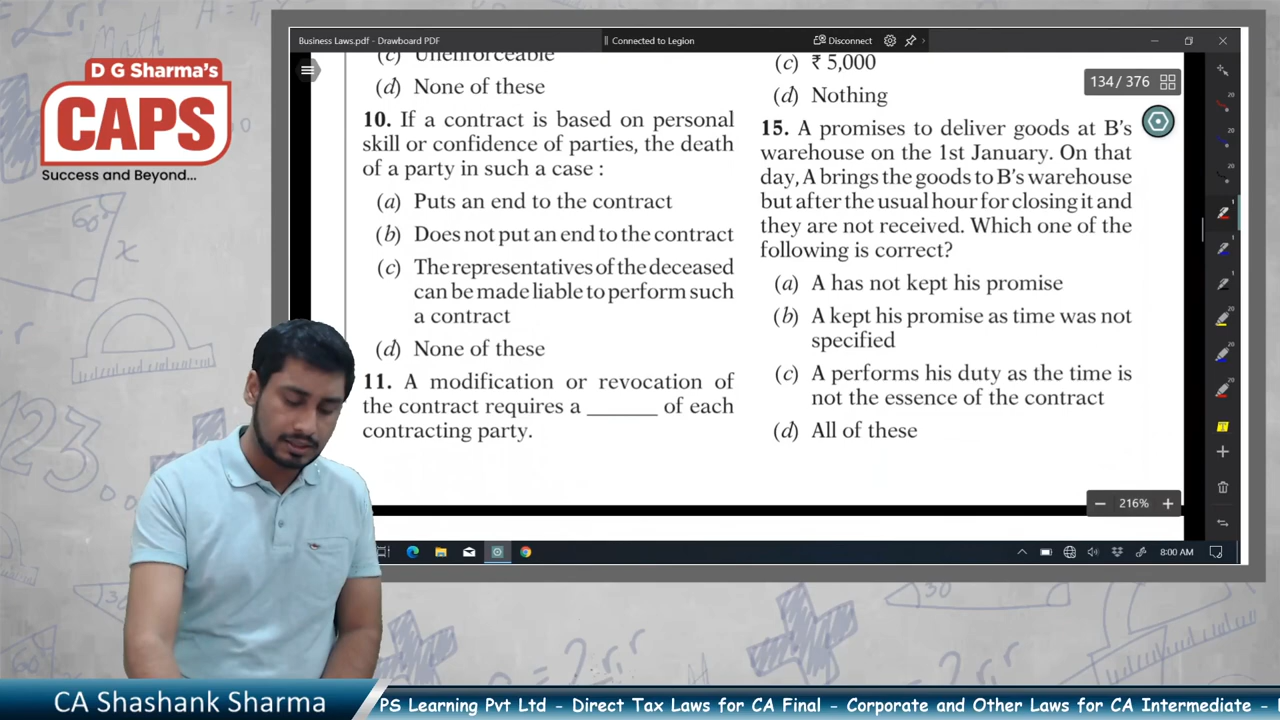 D G Sharma's
CAPS
Success and Beyond...
Business Laws.pdf - Drawboard PDF
Connected to Legion
Disconnect
(c) Unenforceable
(d) None of these
10. If a contract is based on personal
skill or confidence of parties, the death
of a party in such a case :
(a) Puts an end to the contract
(b) Does not put an end to the contract
(c) The representatives of the deceased
can be made liable to perform such
a contract
(d) None of these
11. A modification or revocation of
the contract requires a _______ of each
contracting party.
(c) ₹ 5,000
(d) Nothing
134 / 376
15. A promises to deliver goods at B's
warehouse on the 1st January. On that
day, A brings the goods to B's warehouse
but after the usual hour for closing it and
they are not received. Which one of the
following is correct?
(a) A has not kept his promise
(b) A kept his promise as time was not
specified
(c) A performs his duty as the time is
not the essence of the contract
(d) All of these
216%
8:00 AM
CA Shashank Sharma
PS Learning Pvt Ltd - Direct Tax Laws for CA Final - Corporate and Other Laws for CA Intermediate -